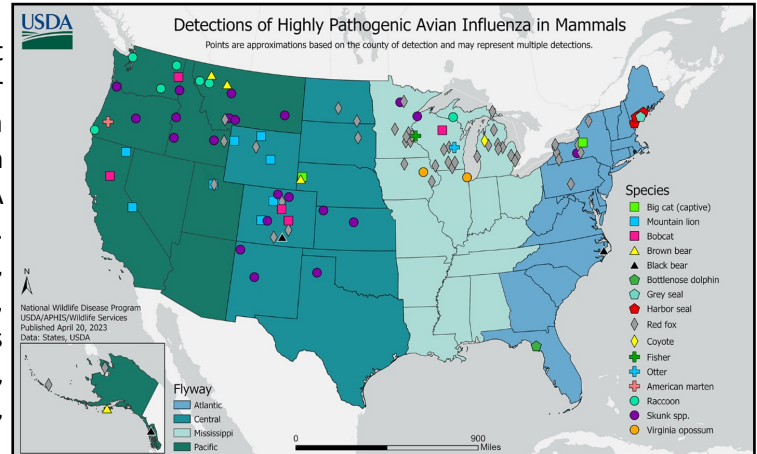 USDA
Detections of Highly Pathogenic Avian Influenza in Mammals
Points are approximations based on the county of detection and may represent multiple detections.
Species
Big cat (captive)
Mountain lion
Bobcat
Brown bear
Black bear
Bottlenose dolphin
Grey seal
Harbor seal
Red fox
Coyote
Fisher
Otter
American marten
Raccoon
Skunk spp.
Virginia opossum
N
National Wildlife Disease Program
USDA/APHIS/Wildlife Services
Published April 20, 2023
Data: States, USDA
Flyway
Atlantic
Central
Mississippi
Pacific
0 900
Miles